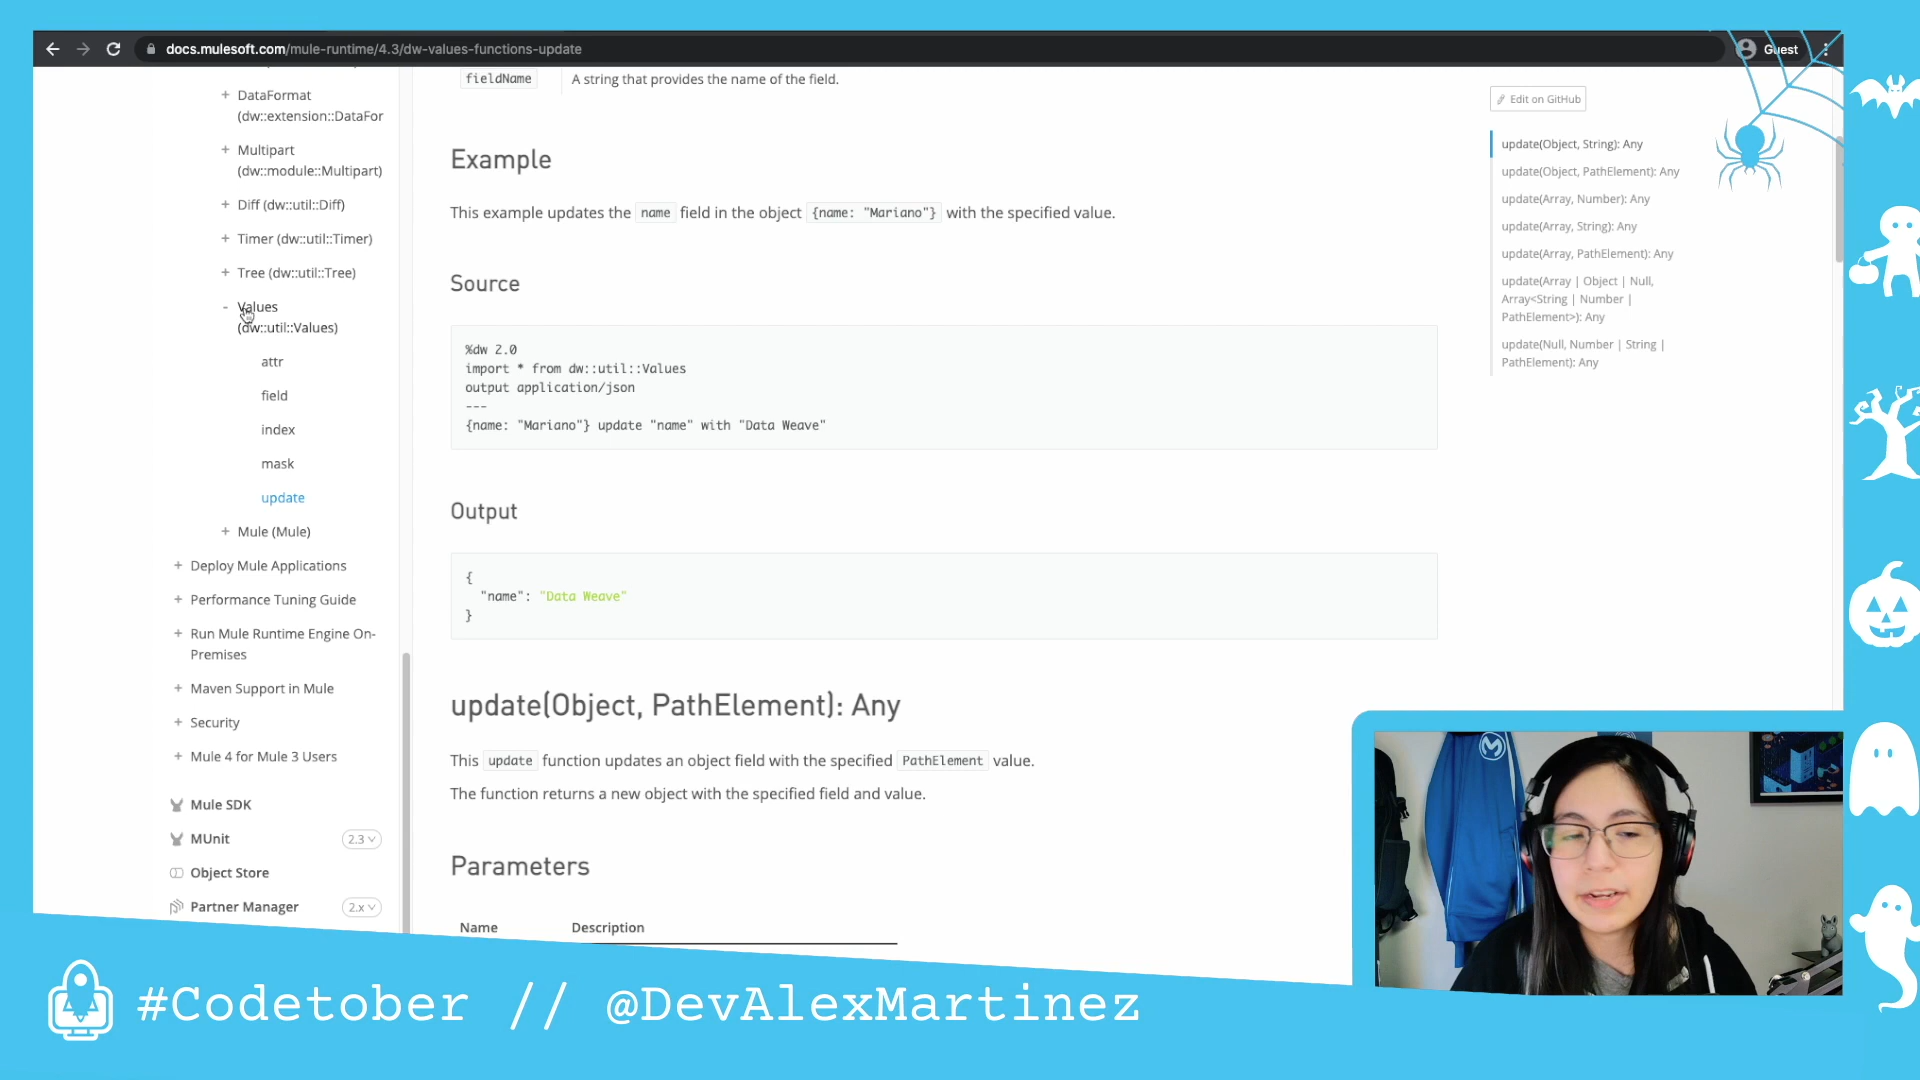 docs.mulesoft.com/mule-runtime/4.3/dw-values-functions-update
Guest
+ DataFormat
(dw::extension::DataFor
+ Multipart
(dw::module::Multipart)
+ Diff (dw::util::Diff)
+ Timer (dw::util::Timer)
+ Tree (dw::util::Tree)
- Values
(dw::util::Values)
attr
field
index
mask
update
+ Mule (Mule)
+ Deploy Mule Applications
+ Performance Tuning Guide
+ Run Mule Runtime Engine On-
Premises
+ Maven Support in Mule
+ Security
+ Mule 4 for Mule 3 Users
Mule SDK
MUnit 2.3
Object Store
Partner Manager 2.x
fieldName A string that provides the name of the field.
Example
This example updates the name field in the object {name: "Mariano"} with the specified value.
Source
%dw 2.0
import * from dw::util::Values
output application/json
---
{name: "Mariano"} update "name" with "Data Weave"
Output
{
"name": "Data Weave"
}
update(Object, PathElement): Any
This update function updates an object field with the specified PathElement value.
The function returns a new object with the specified field and value.
Parameters
Name Description
Edit on GitHub
update(Object, String): Any
update(Object, PathElement): Any
update(Array, Number): Any
update(Array, String): Any
update(Array, PathElement): Any
update(Array | Object | Null,
Array<String | Number |
PathElement>): Any
update(Null, Number | String |
PathElement): Any
#Codetober // @DevAlexMartinez